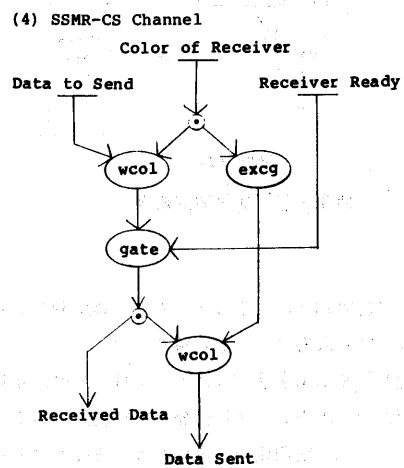 (4) SSMR-CS Channel
Color of Receiver
Data to Send
Receiver Ready
wcol
excg
gate
wcol
Received Data
Data Sent